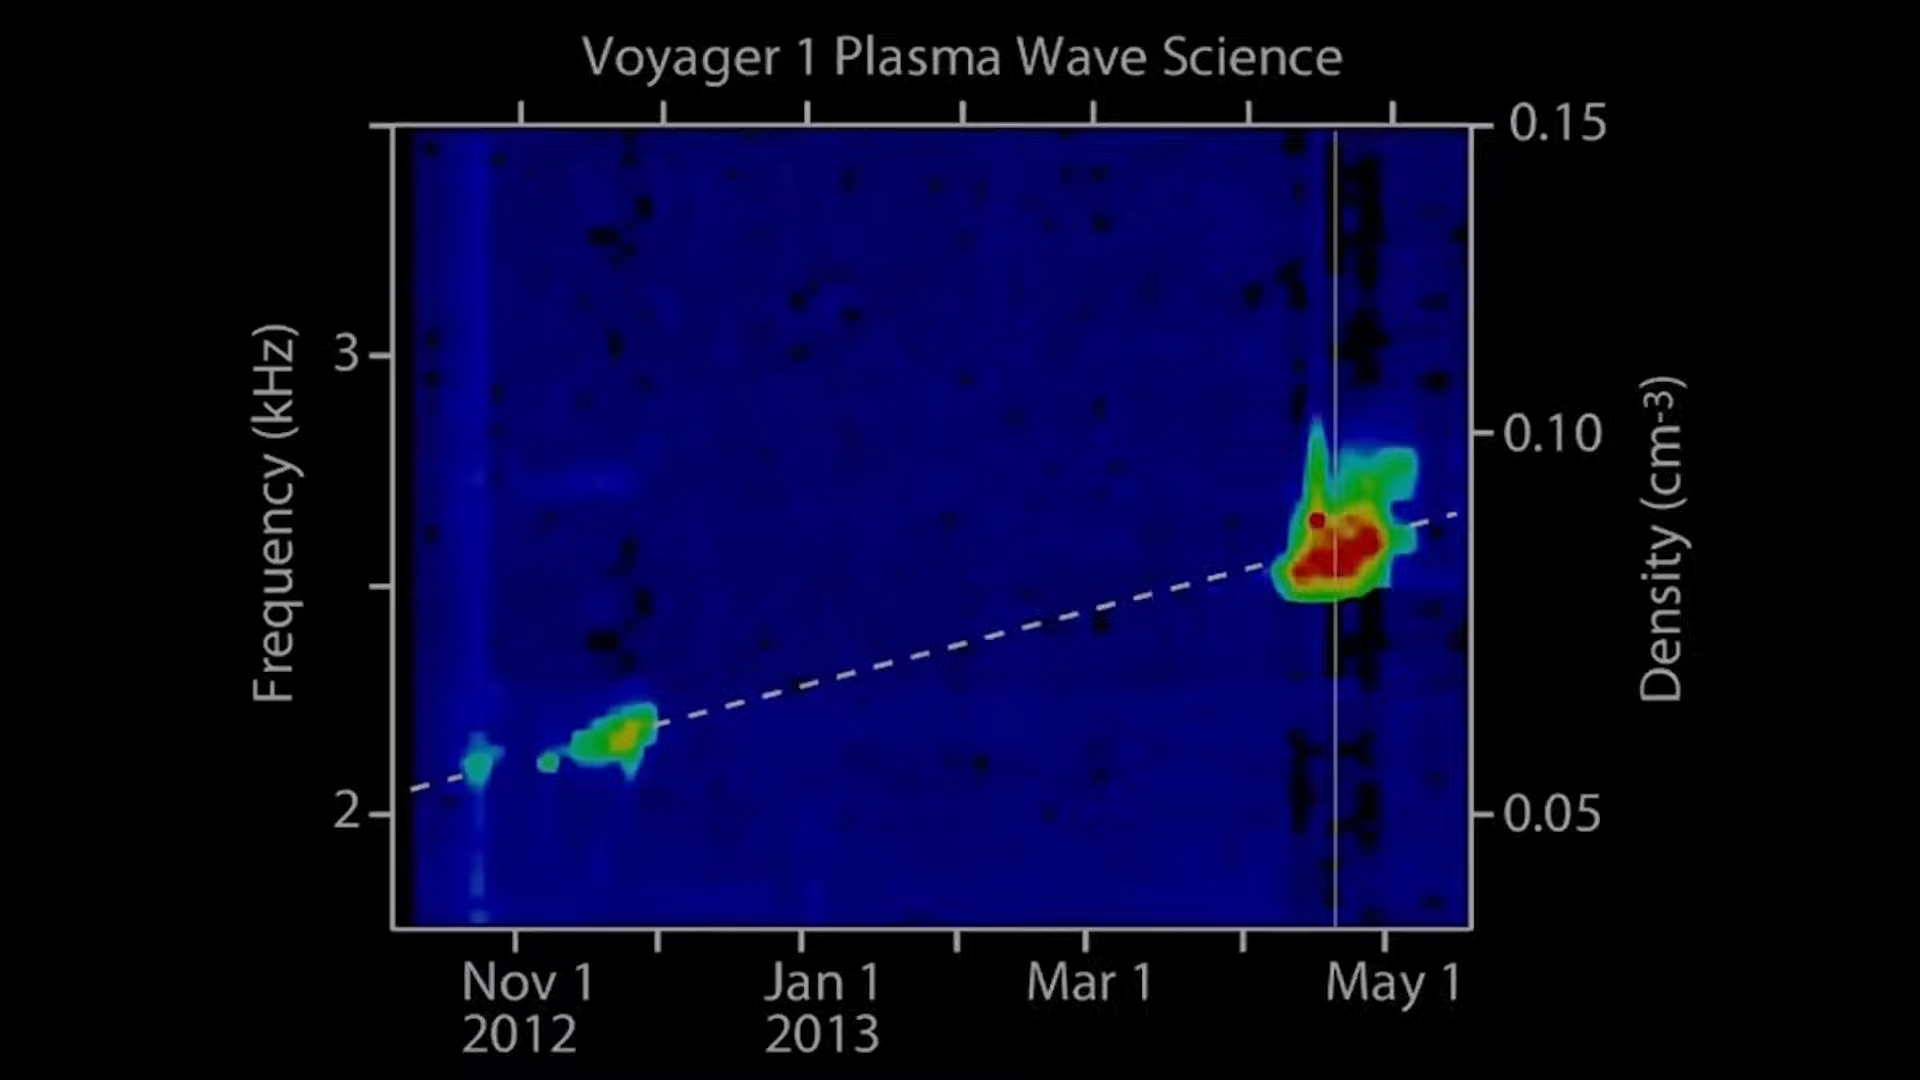 Voyager 1 Plasma Wave Science
0.15
3
0.10
2
0.05
Frequency (kHz)
Density (cm-3)
Nov 1
2012
Jan 1
2013
Mar 1
May 1